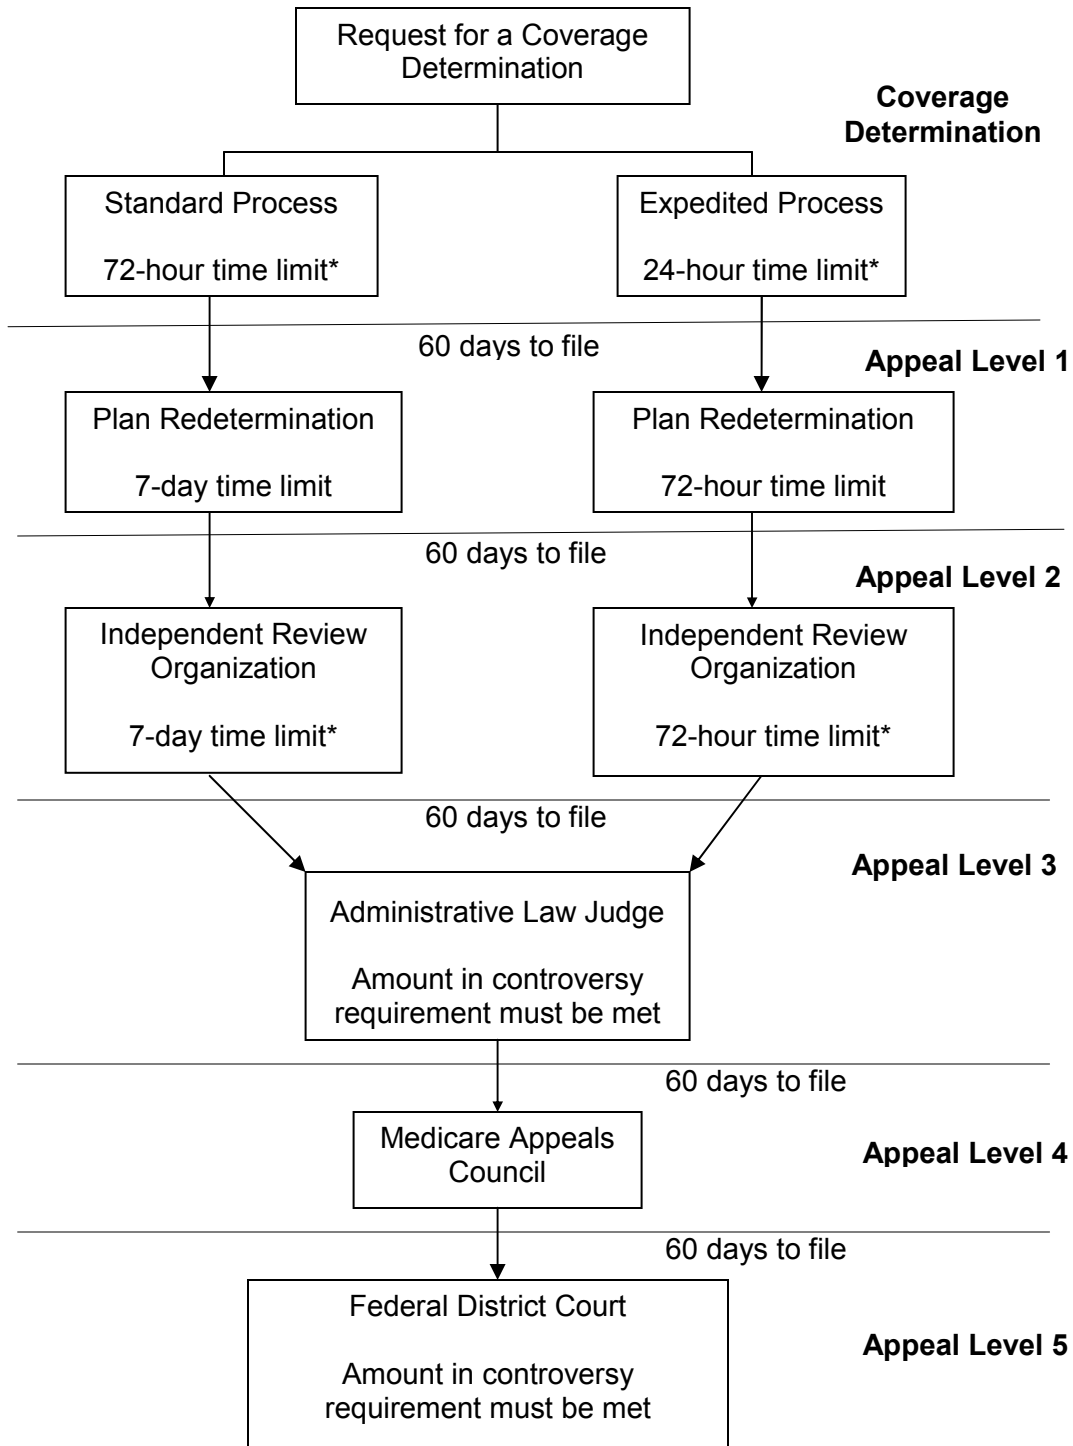 Request for a Coverage
Determination
Coverage
Determination
Standard Process
72-hour time limit*
Expedited Process
24-hour time limit*
60 days to file
Appeal Level 1
Plan Redetermination
7-day time limit
Plan Redetermination
72-hour time limit
60 days to file
Appeal Level 2
Independent Review
Organization
7-day time limit*
Independent Review
Organization
72-hour time limit*
60 days to file
Appeal Level 3
Administrative Law Judge
Amount in controversy
requirement must be met
60 days to file
Medicare Appeals
Council
Appeal Level 4
60 days to file
Federal District Court
Amount in controversy
requirement must be met
Appeal Level 5